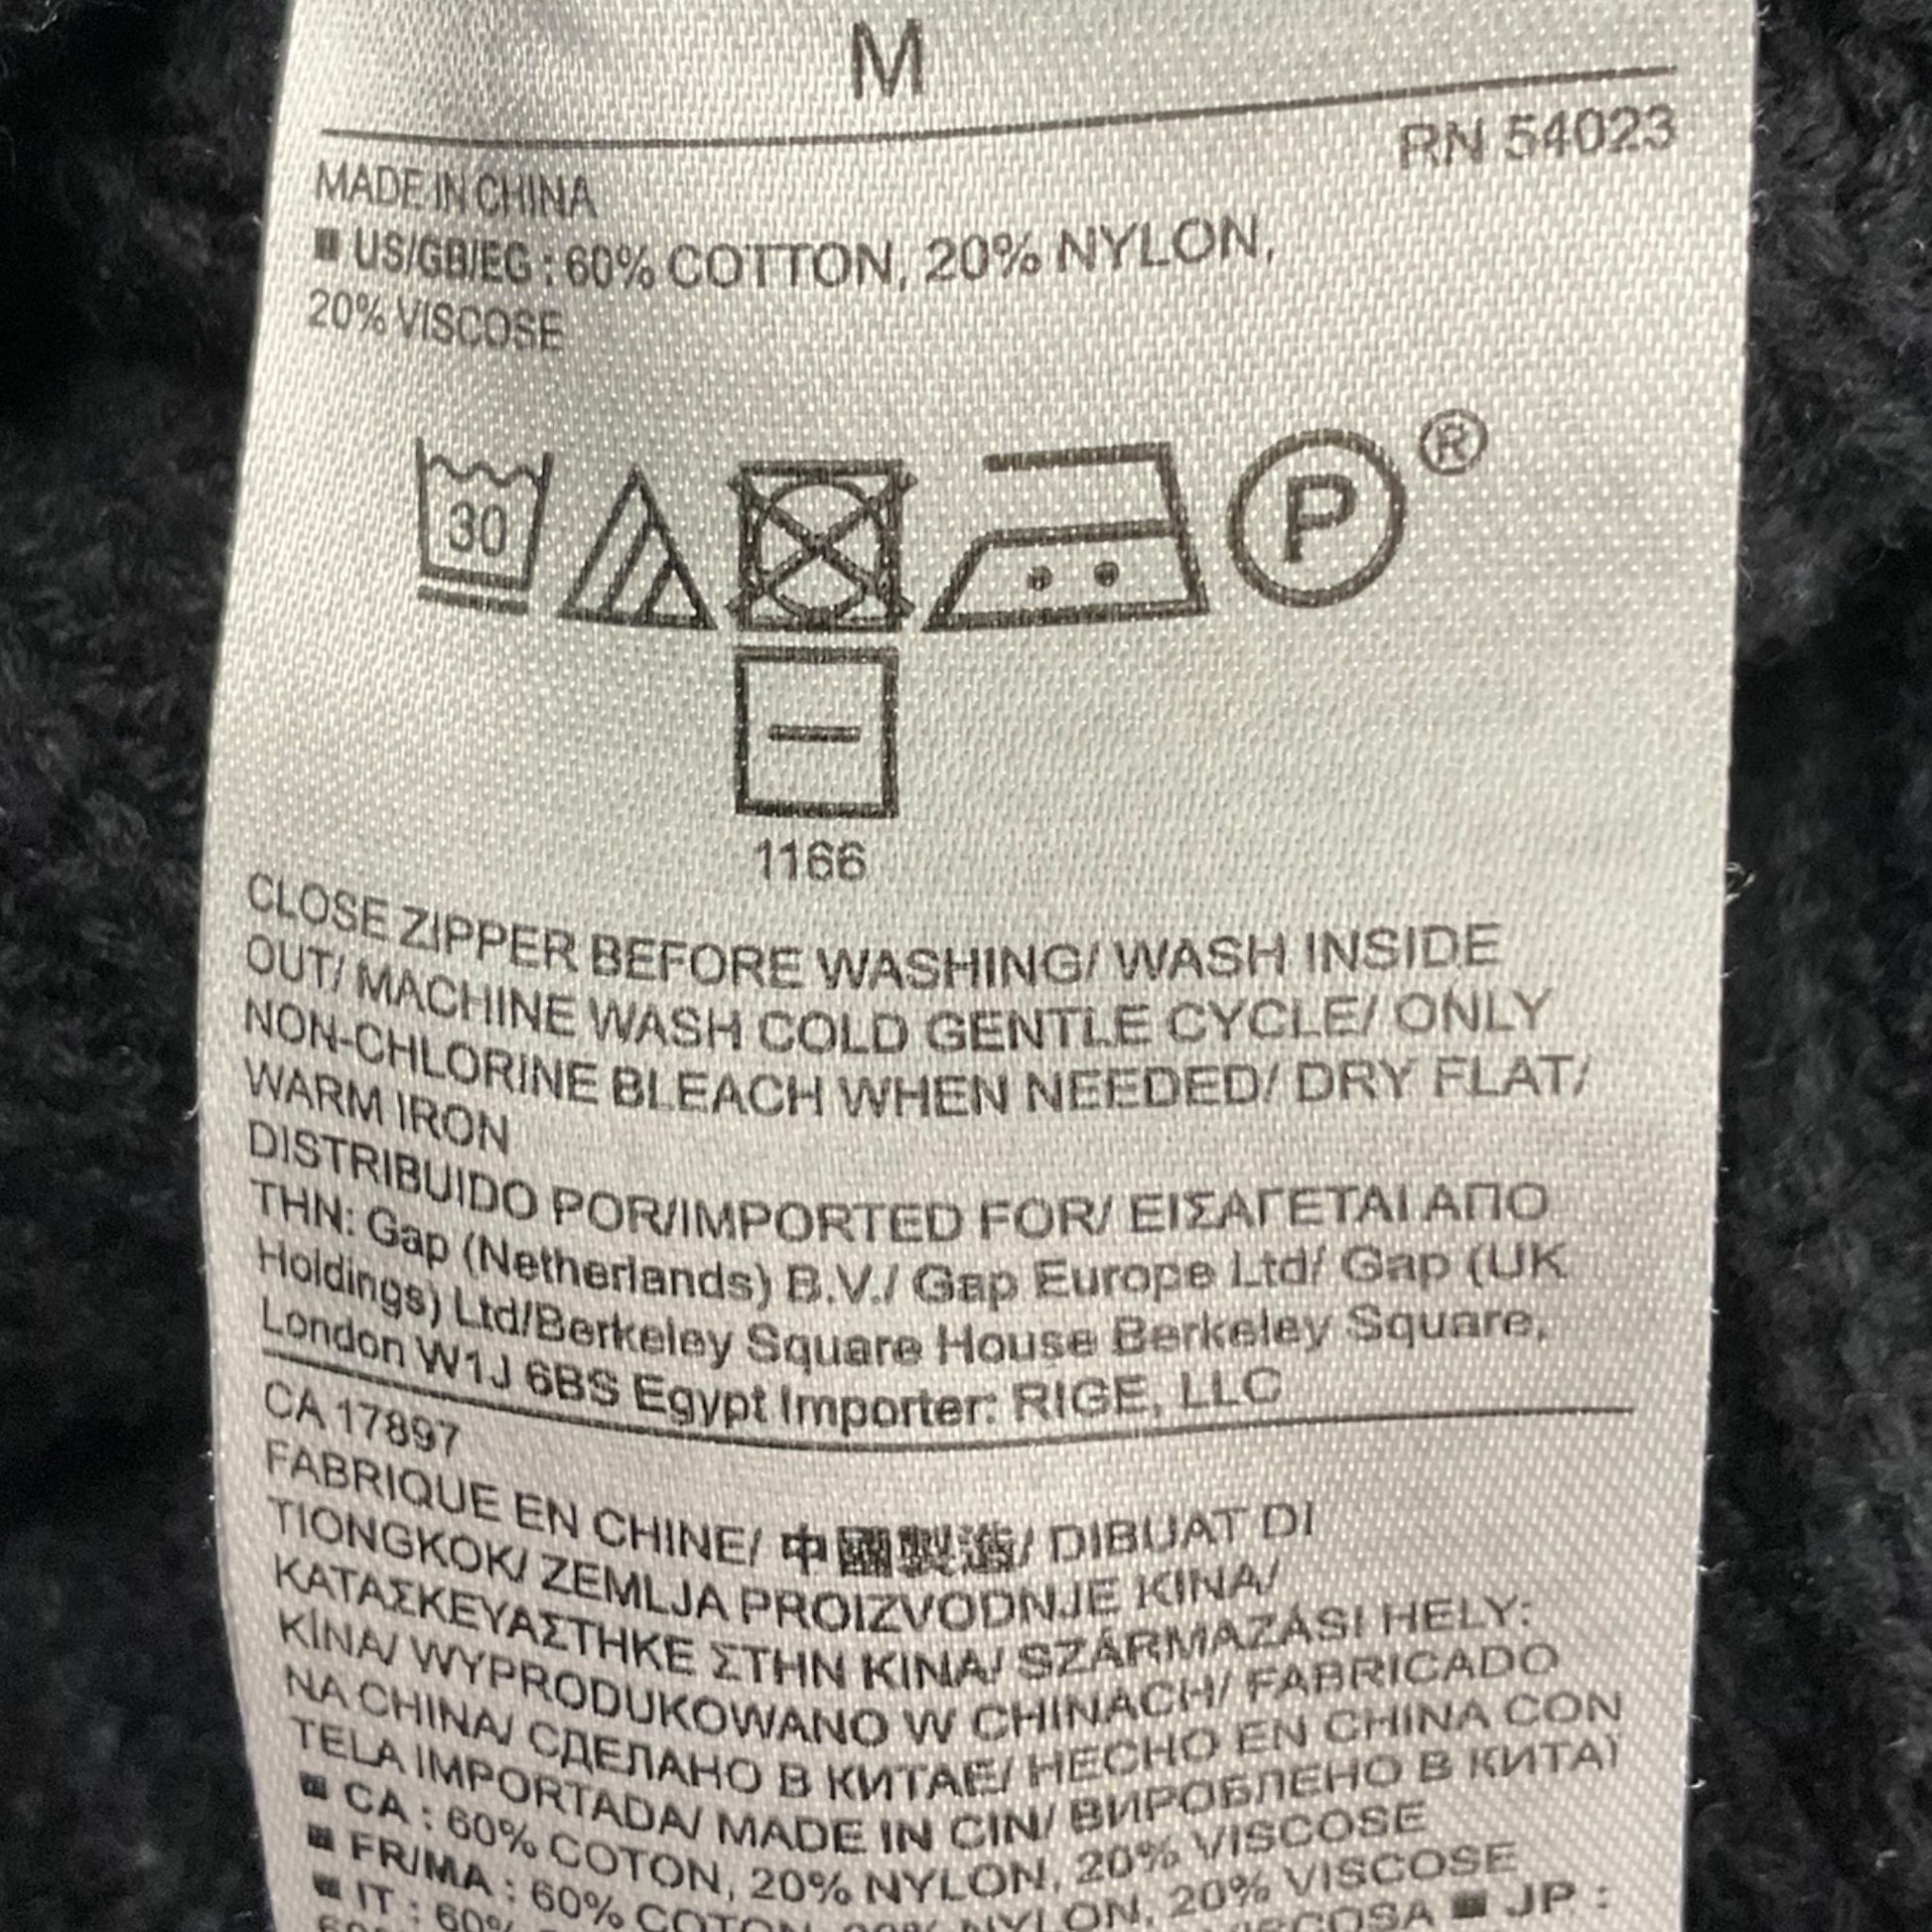 M
RN 54023
MADE IN CHINA
■ US/GB/EG : 60% COTTON, 20% NYLON,
20% VISCOSE
30
P ®
1166
CLOSE ZIPPER BEFORE WASHING/ WASH INSIDE
OUT/ MACHINE WASH COLD GENTLE CYCLE/ ONLY
NON-CHLORINE BLEACH WHEN NEEDED/ DRY FLAT/
WARM IRON
DISTRIBUIDO POR/IMPORTED FOR/ ΕΙΣΑΓΕΤΑΙ ΑΠΟ
ΤΗΝ: Gap (Netherlands) B.V./ Gap Europe Ltd/ Gap (UK
Holdings) Ltd/Berkeley Square House Berkeley Square,
London W1J 6BS Egypt Importer: RIGE, LLC
CA 17897
FABRIQUE EN CHINE/ 中國製造/ DIBUAT DI
TIONGKOK/ ZEMLJA PROIZVODNJE KINA/
ΚΑΤΑΣΚΕΥΑΣΤΗΚΕ ΣΤΗΝ ΚΙΝΑ/ SZÁRMAZÁSI HELY:
KÍNA/ WYPRODUKOWANO W CHINACH/ FABRICADO
NA CHINA/ СДЕЛАНО В КИТАЕ/ HECHO EN CHINA CON
TELA IMPORTADA/ MADE IN CIN/ ВИРОБЛЕНО В КИТАЇ
■ CA : 60% COTON, 20% NYLON, 20% VISCOSE
■ FR/MA : 60% COTON, 20% NYLON, 20% VISCOSE
■ IT : 60% ■ JP :